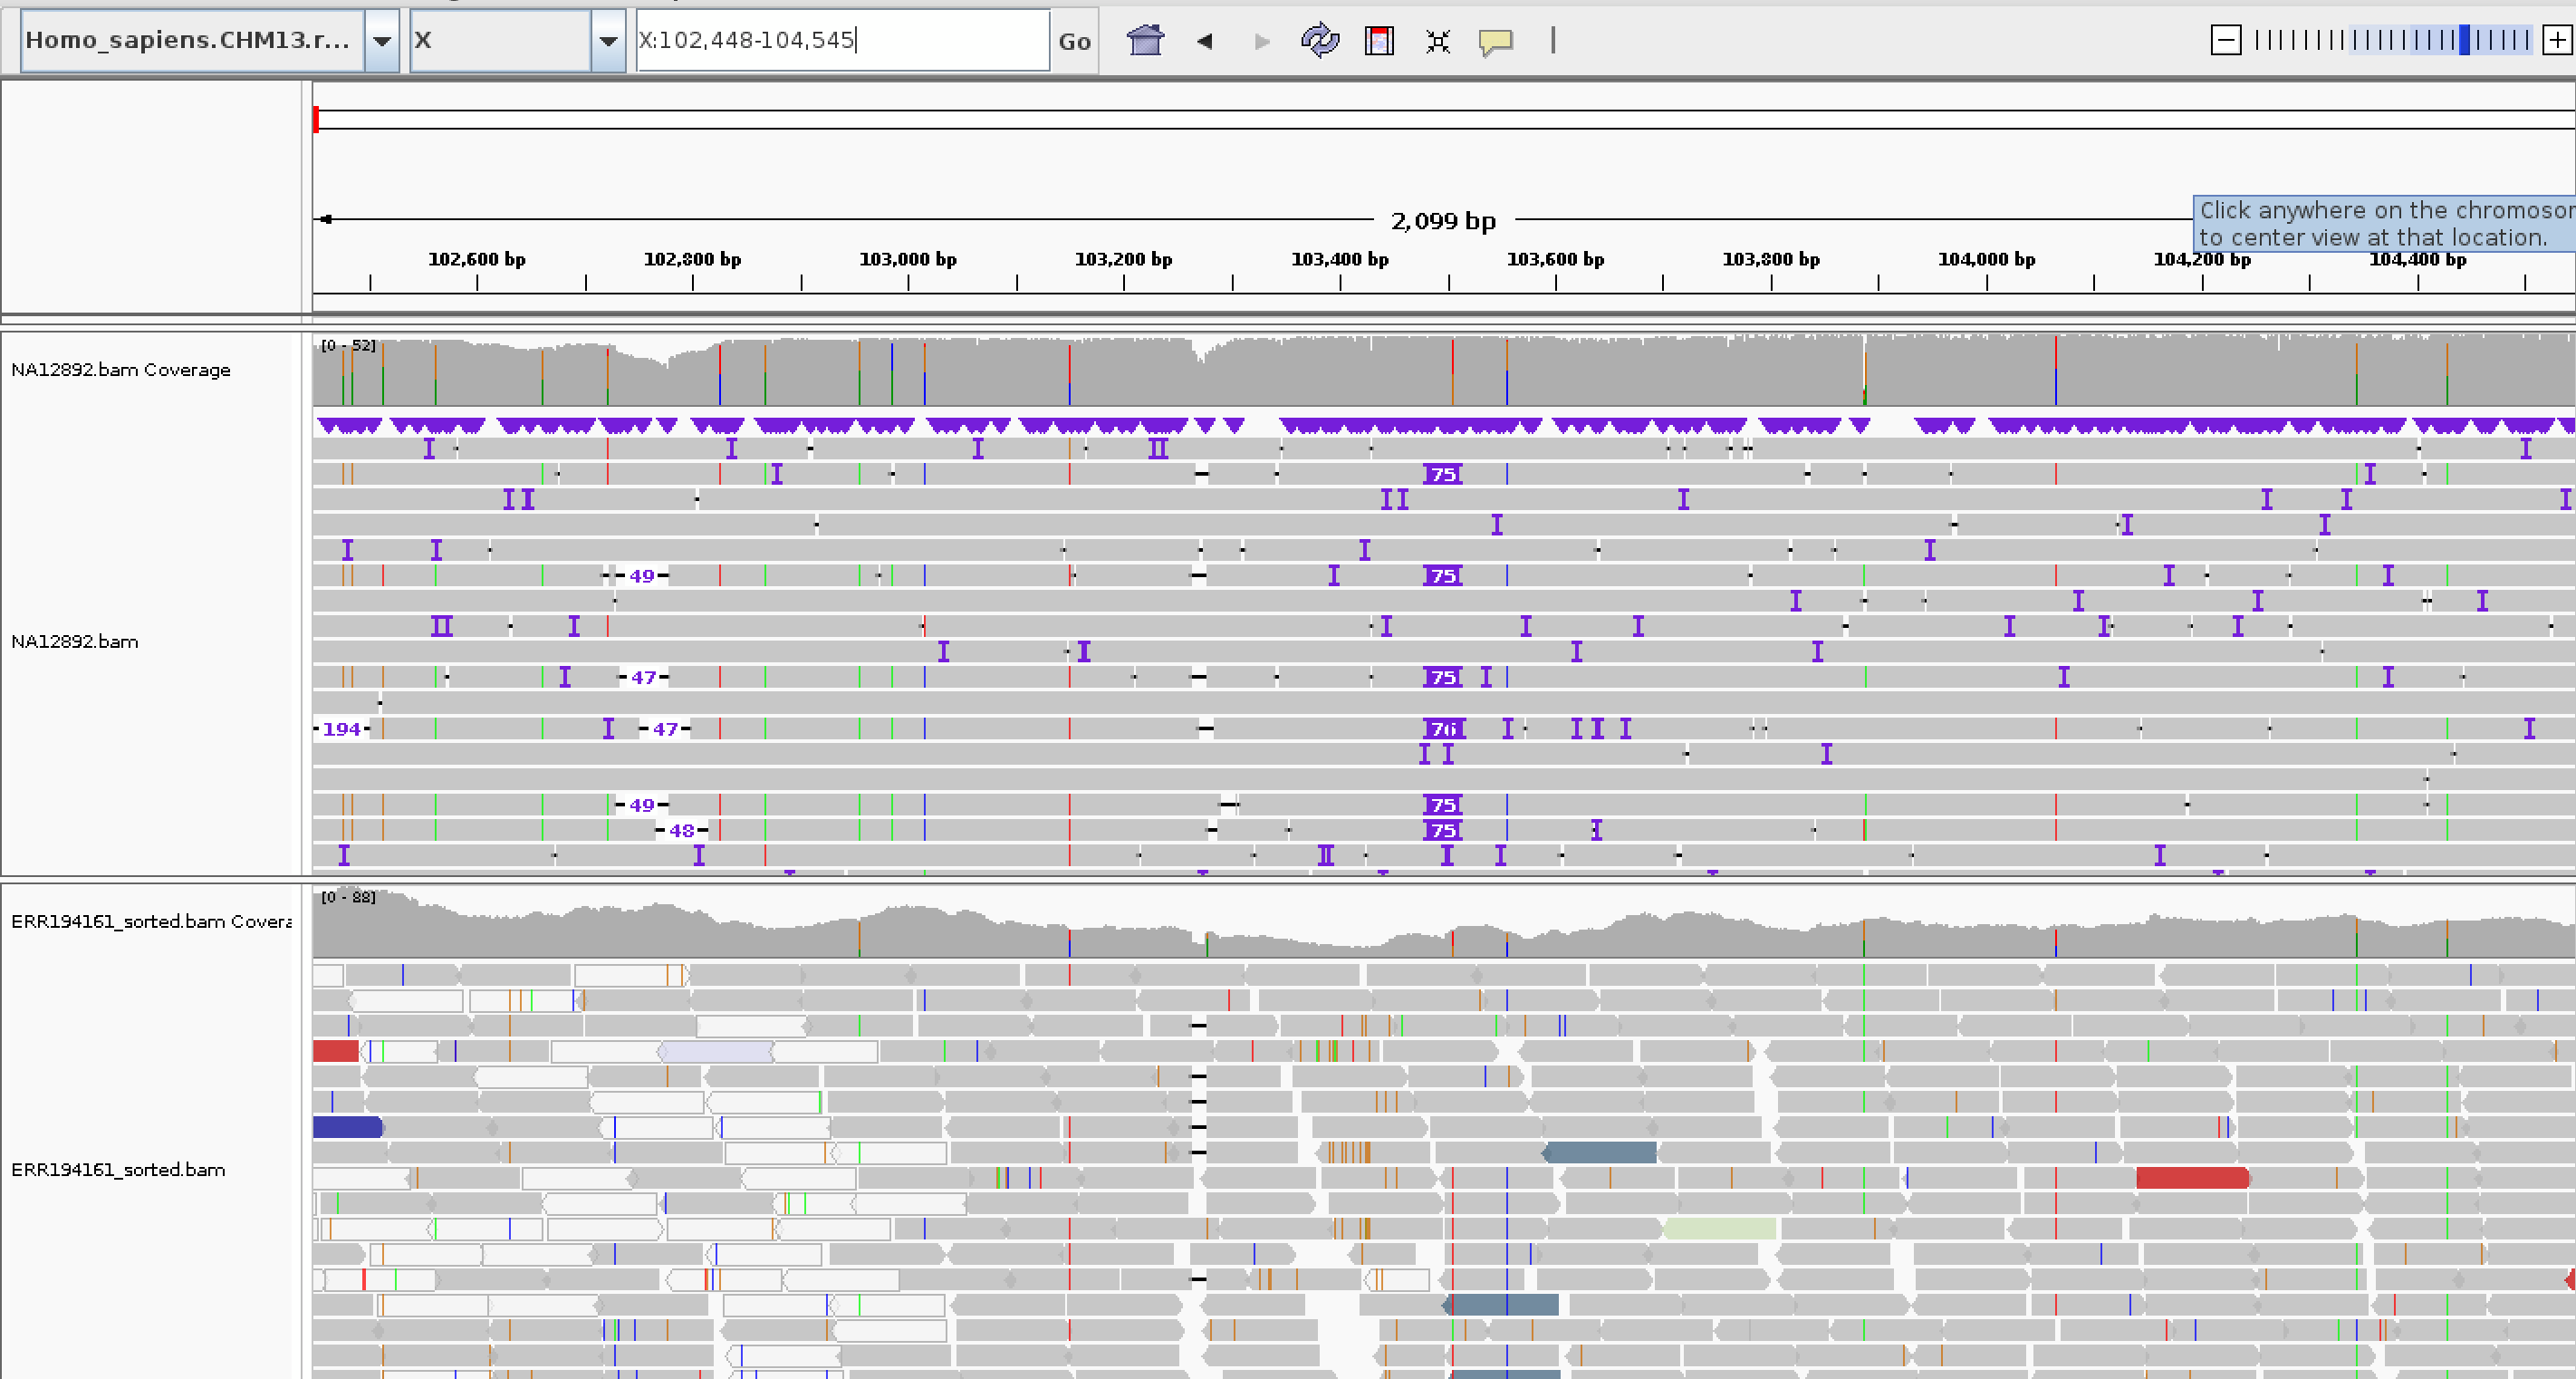 Homo_sapiens.CHM13.r... X X:102,448-104,545 Go
2,099 bp
Click anywhere on the chromosor
to center view at that location.
102,600 bp 102,800 bp 103,000 bp 103,200 bp 103,400 bp 103,600 bp 103,800 bp 104,000 bp 104,200 bp 104,400 bp
[0 - 52]
NA12892.bam Coverage
75
49 75
NA12892.bam
47 75
194 47 76
49 75
48 75
[0 - 88]
ERR194161_sorted.bam Covera
ERR194161_sorted.bam